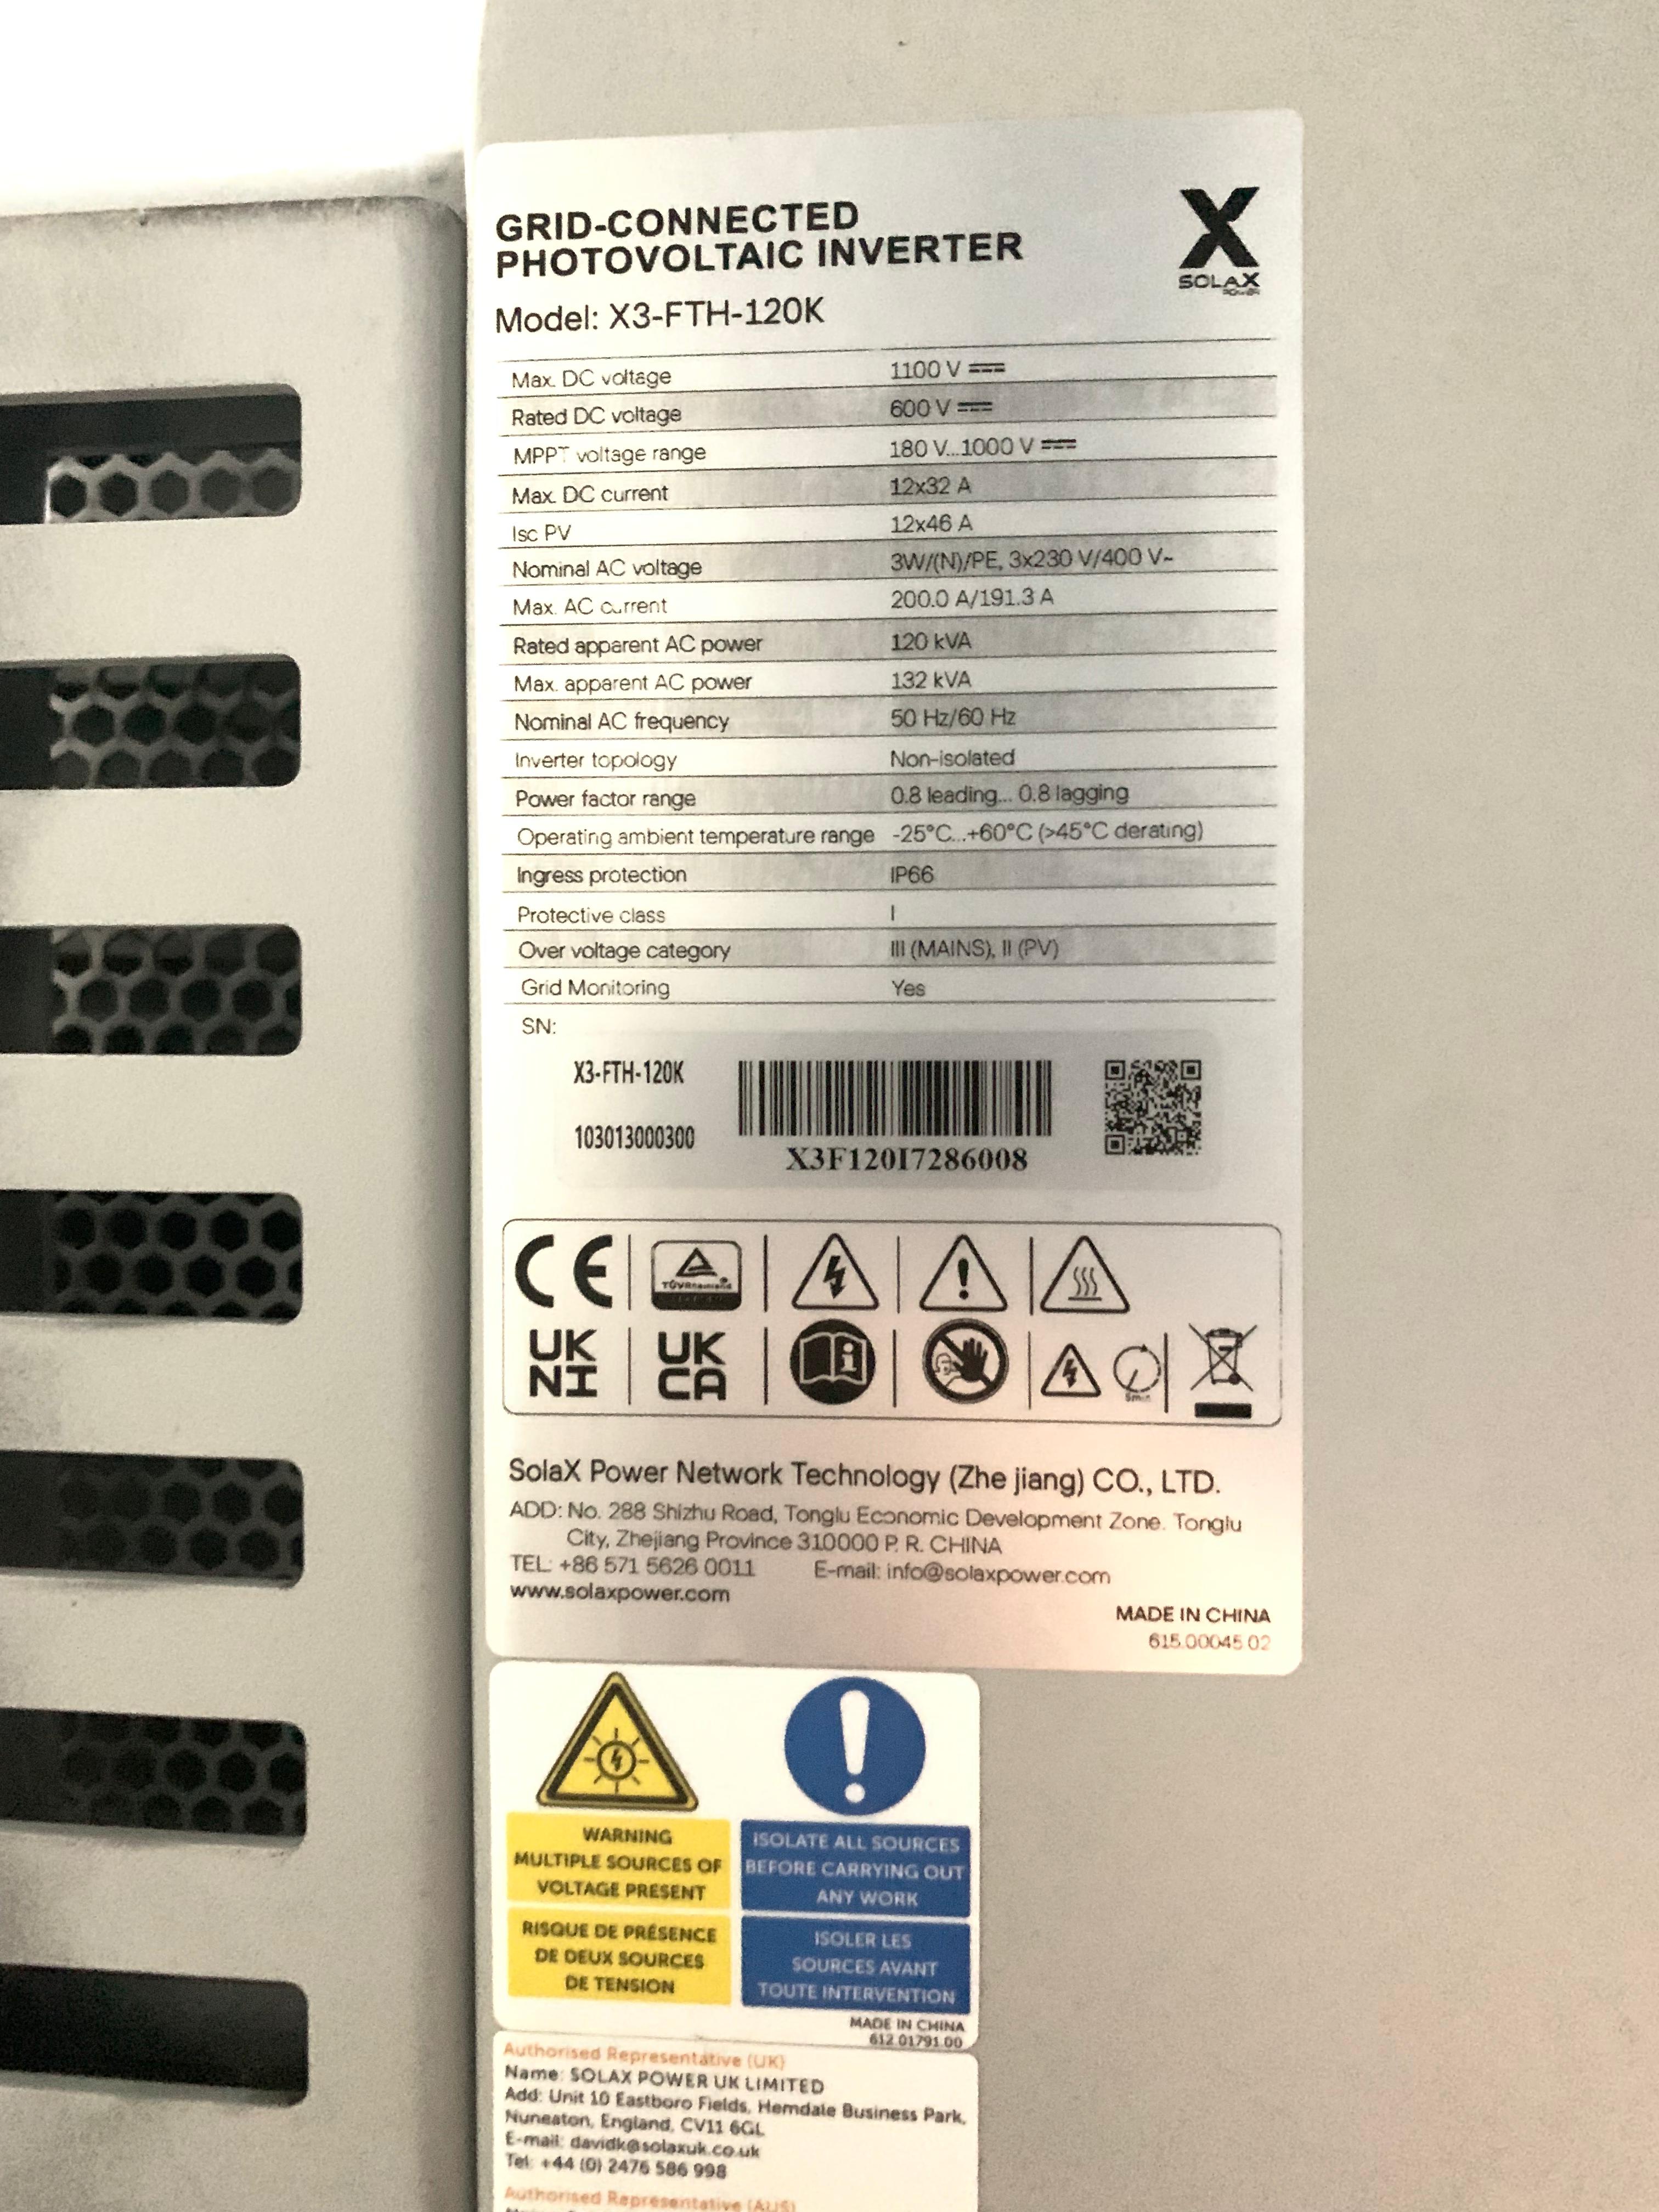 GRID-CONNECTED
PHOTOVOLTAIC INVERTER
X
SOLAX
POWER
Model: X3-FTH-120K
Max. DC voltage 1100 V
Rated DC voltage 600 V
MPPT voltage range 180 V...1000 V
Max. DC current 12x32 A
Isc PV 12x46 A
Nominal AC voltage 3W/(N)/PE, 3x230 V/400 V~
Max. AC current 200.0 A/191.3 A
Rated apparent AC power 120 kVA
Max. apparent AC power 132 kVA
Nominal AC frequency 50 Hz/60 Hz
Inverter topology Non-isolated
Power factor range 0.8 leading... 0.8 lagging
Operating ambient temperature range -25°C...+60°C (>45°C derating)
Ingress protection IP66
Protective class I
Over voltage category III (MAINS), II (PV)
Grid Monitoring Yes
SN:
X3-FTH-120K
103013000300
X3F120I7286008
CE
TÜVRheinland
UK
NI
UK
CA
5min
SolaX Power Network Technology (Zhe jiang) CO., LTD.
ADD: No. 288 Shizhu Road, Tonglu Economic Development Zone. Tonglu
City, Zhejiang Province 310000 P. R. CHINA
TEL: +86 571 5626 0011 E-mail: info@solaxpower.com
www.solaxpower.com
MADE IN CHINA
615.00045.02
WARNING
MULTIPLE SOURCES OF
VOLTAGE PRESENT
ISOLATE ALL SOURCES
BEFORE CARRYING OUT
ANY WORK
RISQUE DE PRÉSENCE
DE DEUX SOURCES
DE TENSION
ISOLER LES
SOURCES AVANT
TOUTE INTERVENTION
MADE IN CHINA
612.01791.00
Authorised Representative (UK)
Name: SOLAX POWER UK LIMITED
Add: Unit 10 Eastboro Fields, Hemdale Business Park,
Nuneaton, England, CV11 6GL
E-mail: davidk@solaxuk.co.uk
Tel: +44 (0) 2476 586 998
Authorised Representative (AUS)